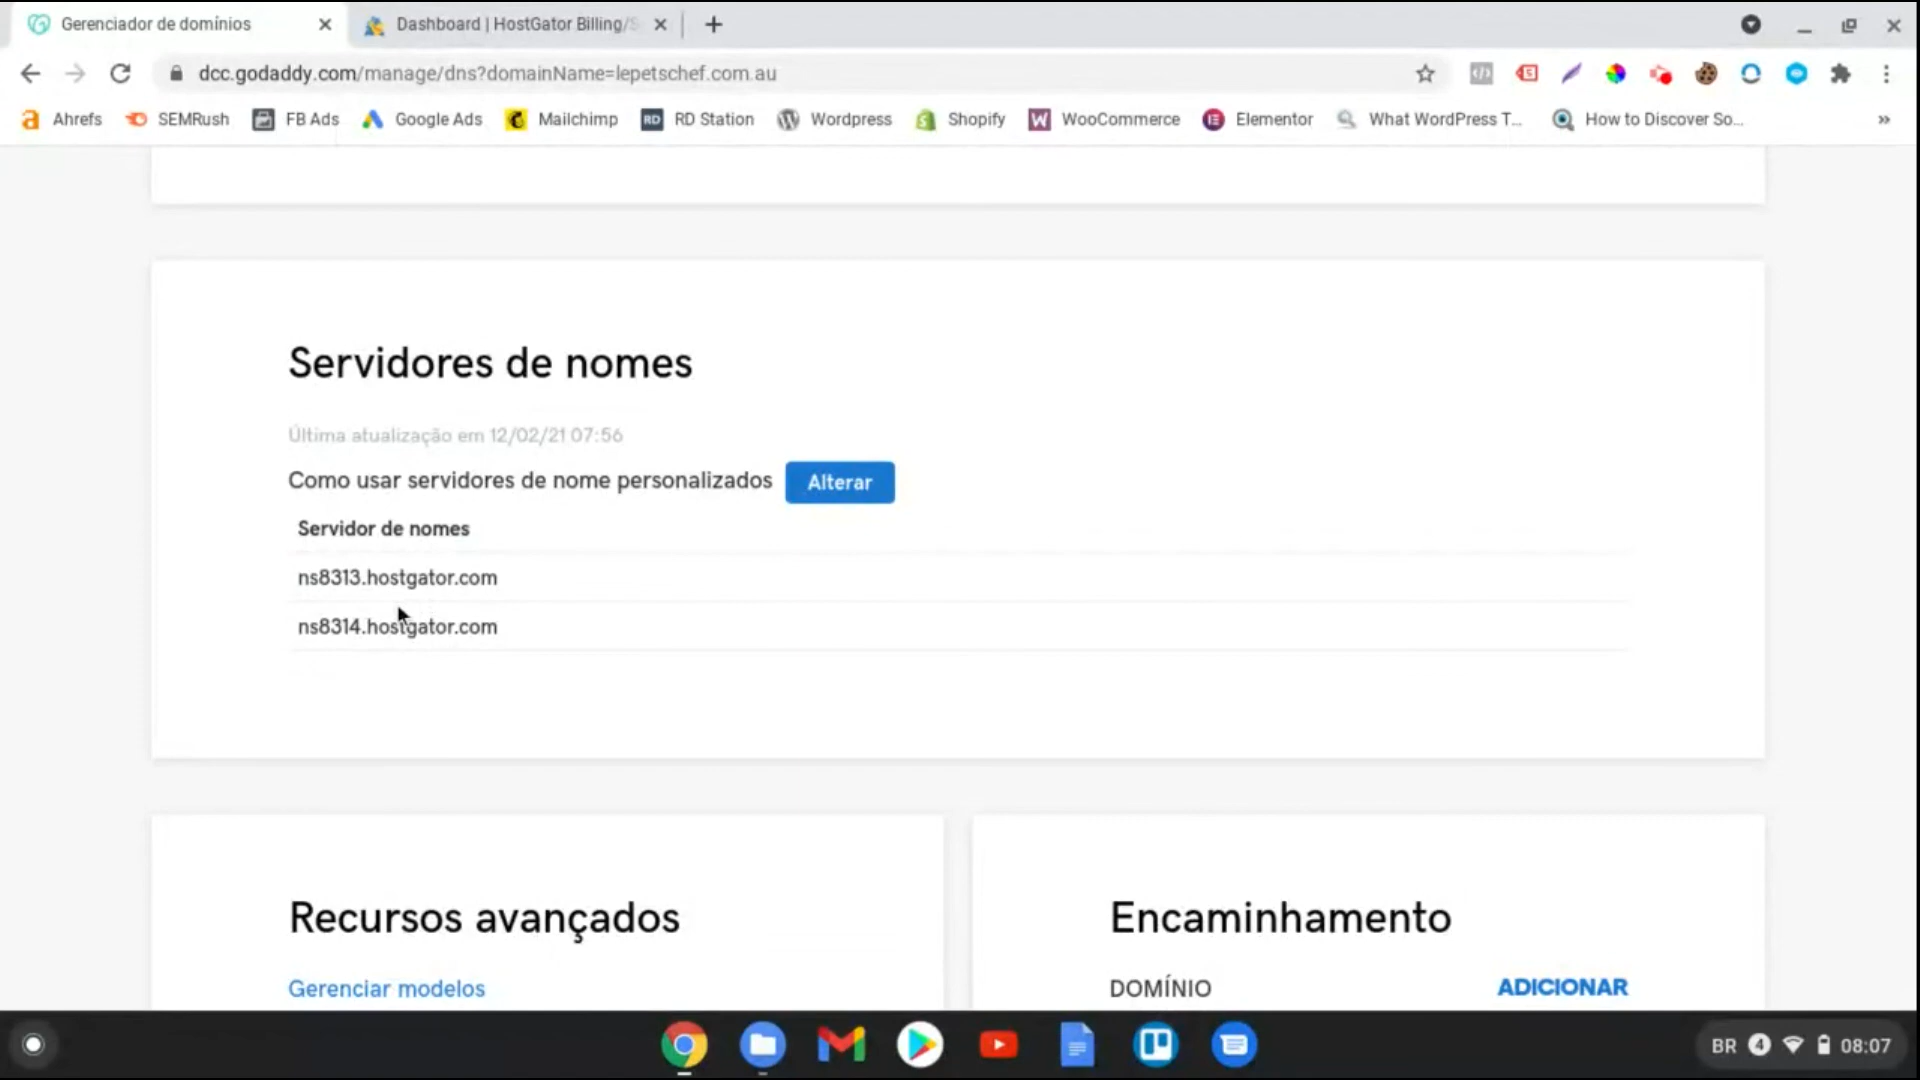 Gerenciador de domínios
Dashboard | HostGator Billing/S
dcc.godaddy.com/manage/dns?domainName=lepetschef.com.au
Ahrefs SEMRush FB Ads Google Ads Mailchimp RD RD Station Wordpress Shopify WooCommerce Elementor What WordPress T... How to Discover So... »
Servidores de nomes
Última atualização em 12/02/21 07:56
Como usar servidores de nome personalizados Alterar
Servidor de nomes
ns8313.hostgator.com
ns8314.hostgator.com
Recursos avançados
Gerenciar modelos
Encaminhamento
DOMÍNIO ADICIONAR
BR 4 08:07